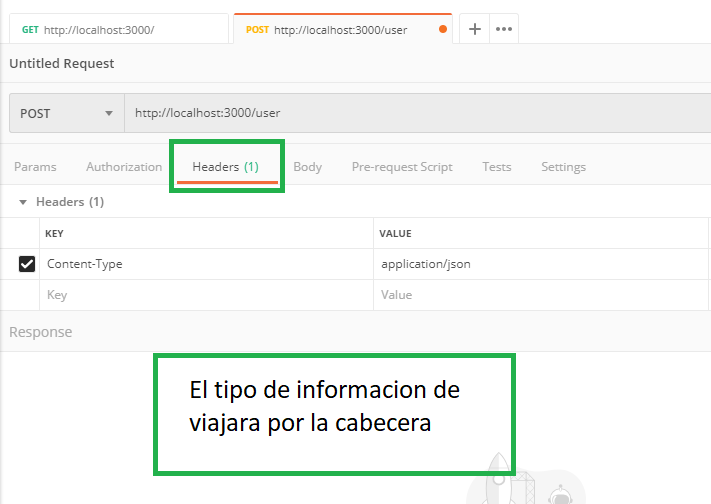 GET http://localhost:3000/ POST http://localhost:3000/user + •••
Untitled Request
POST http://localhost:3000/user
Params Authorization Headers (1) Body Pre-request Script Tests Settings
Headers (1)
KEY VALUE
Content-Type application/json
Key Value
Response
El tipo de informacion de
viajara por la cabecera